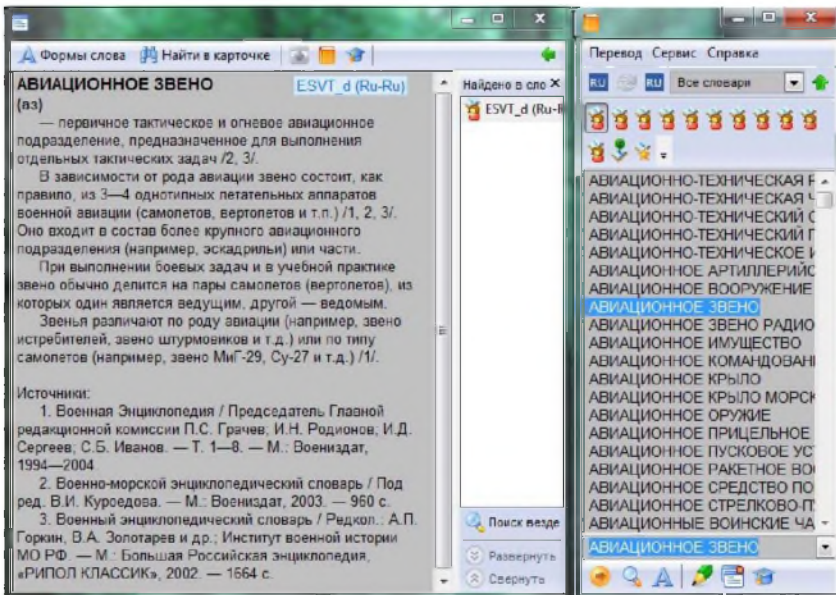 Формы слова Найти в карточке
АВИАЦИОННОЕ ЗВЕНО ESVT_d (Ru-Ru)
(аз)
— первичное тактическое и огневое авиационное
подразделение, предназначенное для выполнения
отдельных тактических задач /2, 3/.
В зависимости от рода авиации звено состоит, как
правило, из 3—4 однотипных летательных аппаратов
военной авиации (самолетов, вертолетов и т.п.) /1, 2, 3/.
Оно входит в состав более крупного авиационного
подразделения (например, эскадрильи) или части.
При выполнении боевых задач и в учебной практике
звено обычно делится на пары самолетов (вертолетов), из
которых один является ведущим, другой — ведомым.
Звенья различают по роду авиации (например, звено
истребителей, звено штурмовиков и т.д.) или по типу
самолетов (например, звено МиГ-29, Су-27 и т.д.) /1/.
Источники:
1. Военная Энциклопедия / Председатель Главной
редакционной комиссии П.С. Грачев; И.Н. Родионов; И.Д.
Сергеев; С.Б. Иванов. — Т. 1—8. — М.: Воениздат,
1994—2004.
2. Военно-морской энциклопедический словарь / Под
ред. В.И. Куроедова. — М.: Воениздат, 2003. — 960 с.
3. Военный энциклопедический словарь / Редкол.: А.П.
Горкин, В.А. Золотарев и др.; Институт военной истории
МО РФ. — М.: Большая Российская энциклопедия,
«РИПОЛ КЛАССИК», 2002. — 1664 с.
Найдено в сло
ESVT_d (Ru-R
Поиск везде
Развернуть
Свернуть
Перевод Сервис Справка
RU RU Все словари
АВИАЦИОННО-ТЕХНИЧЕСКАЯ
АВИАЦИОННО-ТЕХНИЧЕСКАЯ Ч
АВИАЦИОННО-ТЕХНИЧЕСКИЙ О
АВИАЦИОННО-ТЕХНИЧЕСКИЙ П
АВИАЦИОННО-ТЕХНИЧЕСКОЕ И
АВИАЦИОННОЕ АРТИЛЛЕРИЙС
АВИАЦИОННОЕ ВООРУЖЕНИЕ
АВИАЦИОННОЕ ЗВЕНО
АВИАЦИОННОЕ ЗВЕНО РАДИО
АВИАЦИОННОЕ ИМУЩЕСТВО
АВИАЦИОННОЕ КОМАНДОВАНИ
АВИАЦИОННОЕ КРЫЛО
АВИАЦИОННОЕ КРЫЛО МОРСК
АВИАЦИОННОЕ ОРУЖИЕ
АВИАЦИОННОЕ ПРИЦЕЛЬНОЕ
АВИАЦИОННОЕ ПУСКОВОЕ УС
АВИАЦИОННОЕ РАКЕТНОЕ ВО
АВИАЦИОННОЕ СРЕДСТВО ПО
АВИАЦИОННОЕ СТРЕЛКОВО-П
АВИАЦИОННЫЕ ВОИНСКИЕ ЧА
АВИАЦИОННОЕ ЗВЕНО